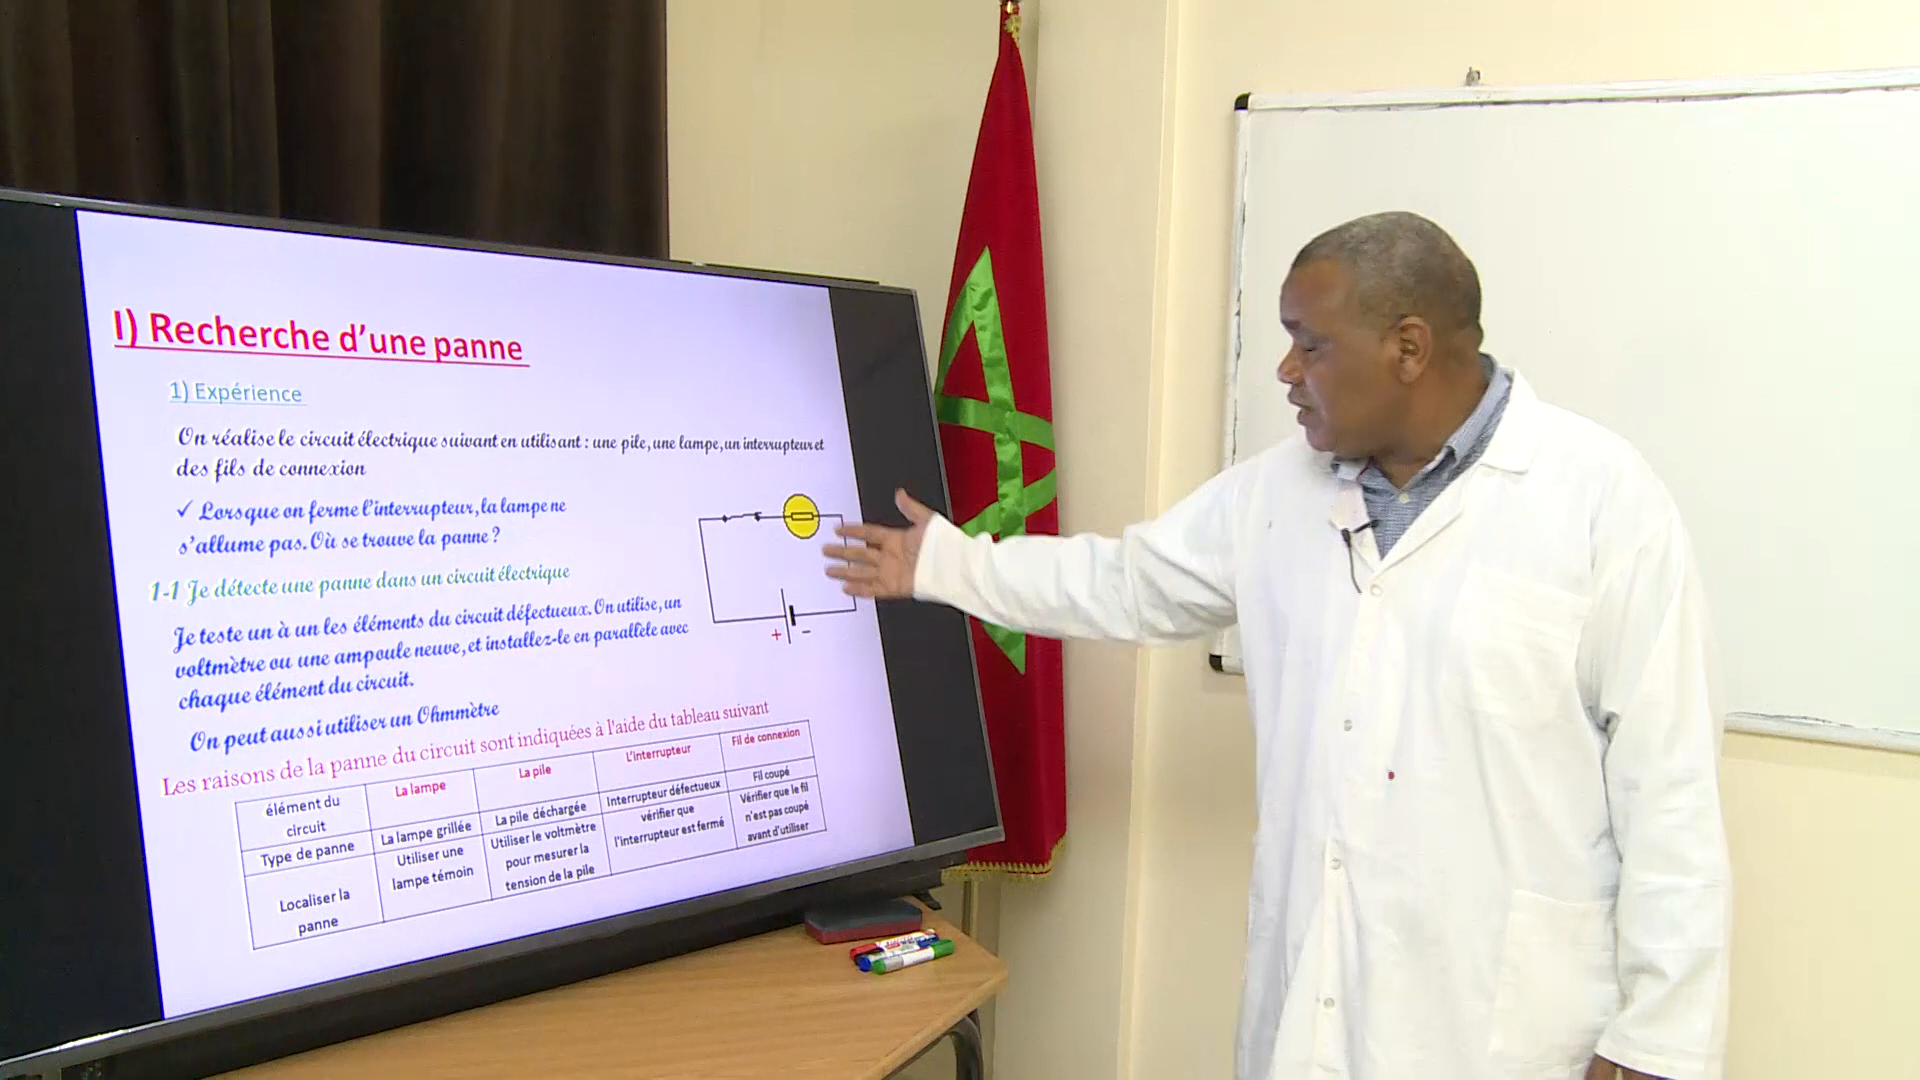 I) Recherche d'une panne
1) Expérience
On réalise le circuit électrique suivant en utilisant : une pile, une lampe, un interrupteur et
des fils de connexion
✓ Lorsque on ferme l'interrupteur, la lampe ne
s'allume pas. Où se trouve la panne ?
1-1 Je détecte une panne dans un circuit électrique
Je teste un à un les éléments du circuit défectueux. On utilise, un
voltmètre ou une ampoule neuve, et installez-le en parallèle avec
chaque élément du circuit.
+ −
On peut aussi utiliser un Ohmmètre
Les raisons de la panne du circuit sont indiquées à l'aide du tableau suivant
élément du
circuit
La lampe
La pile
L'interrupteur
Fil de connexion
Type de panne
La lampe grillée
La pile déchargée
Interrupteur défectueux
Fil coupé
Localiser la
panne
Utiliser une
lampe témoin
Utiliser le voltmètre
pour mesurer la
tension de la pile
vérifier que
l'interrupteur est fermé
Vérifier que le fil
n'est pas coupé
avant d'utiliser